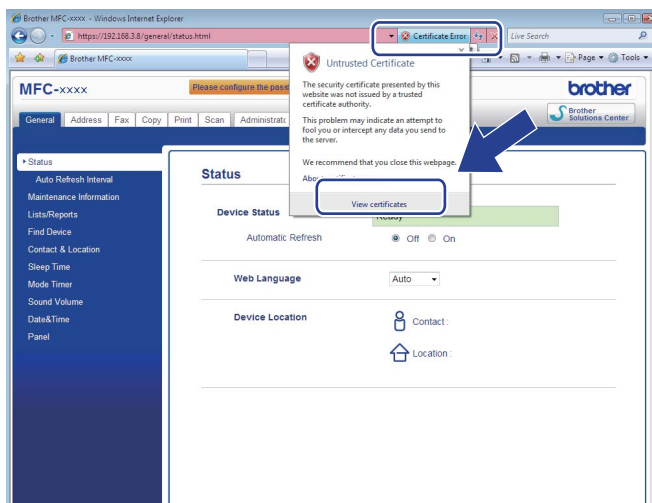 Brother MFC-xxxx - Windows Internet Explorer
https://192.168.3.8/general/status.html
Certificate Error
Live Search
Brother MFC-xxxx
Page
Tools
Untrusted Certificate
The security certificate presented by this
website was not issued by a trusted
certificate authority.
This problem may indicate an attempt to
fool you or intercept any data you send to
the server.
We recommend that you close this webpage.
View certificates
MFC-xxxx
Please configure the
brother
General
Address
Fax
Copy
Print
Scan
Brother
Solutions Center
Status
Auto Refresh Interval
Maintenance Information
Lists/Reports
Find Device
Contact & Location
Sleep Time
Mode Timer
Sound Volume
Date&Time
Panel
Status
Device Status
Ready
Automatic Refresh
Off
On
Web Language
Auto
Device Location
Contact :
Location :